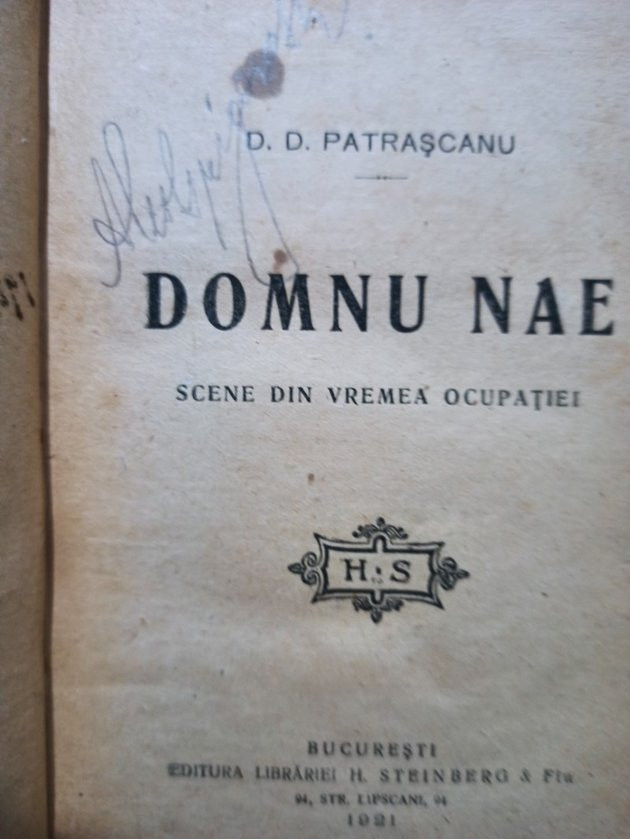 D. D. PATRAŞCANU
DOMNU NAE
SCENE DIN VREMEA OCUPAŢIEI
H. S
BUCUREŞTI
EDITURA LIBRĂRIEI H. STEINBERG & Fiu
94, STR. LIPSCANI, 94
1921